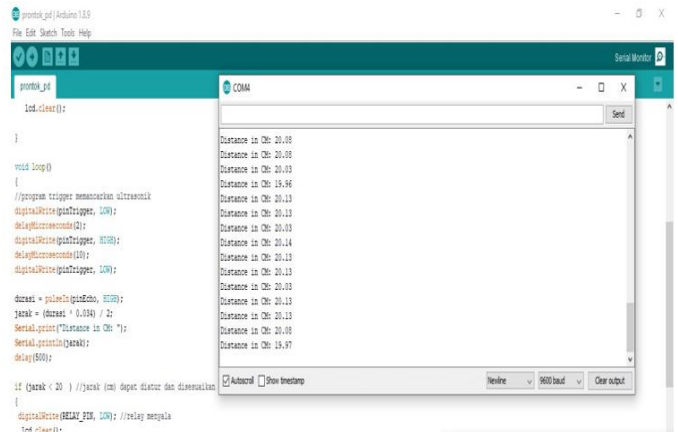 prontok_pd | Arduino 1.8.9
File Edit Sketch Tools Help
Serial Monitor
prontok_pd
lcd.clear();
}
void loop()
{
//program trigger memancarkan ultrasonik
digitalWrite(pinTrigger, LOW);
delayMicroseconds(2);
digitalWrite(pinTrigger, HIGH);
delayMicroseconds(10);
digitalWrite(pinTrigger, LOW);
durasi = pulseIn(pinEcho, HIGH);
jarak = (durasi * 0.034) / 2;
Serial.print("Distance in CM: ");
Serial.println(jarak);
delay(500);
if (jarak < 20 ) //jarak (cm) dapat diatur dan disesuaikan
{
digitalWrite(RELAY_PIN, LOW); //relay menyala
lcd.clear();
COM4
Send
Distance in CM: 20.08
Distance in CM: 20.08
Distance in CM: 20.03
Distance in CM: 19.96
Distance in CM: 20.13
Distance in CM: 20.13
Distance in CM: 20.03
Distance in CM: 20.14
Distance in CM: 20.13
Distance in CM: 20.13
Distance in CM: 20.03
Distance in CM: 20.13
Distance in CM: 20.13
Distance in CM: 20.08
Distance in CM: 19.97
Autoscroll Show timestamp
Newline
9600 baud
Clear output